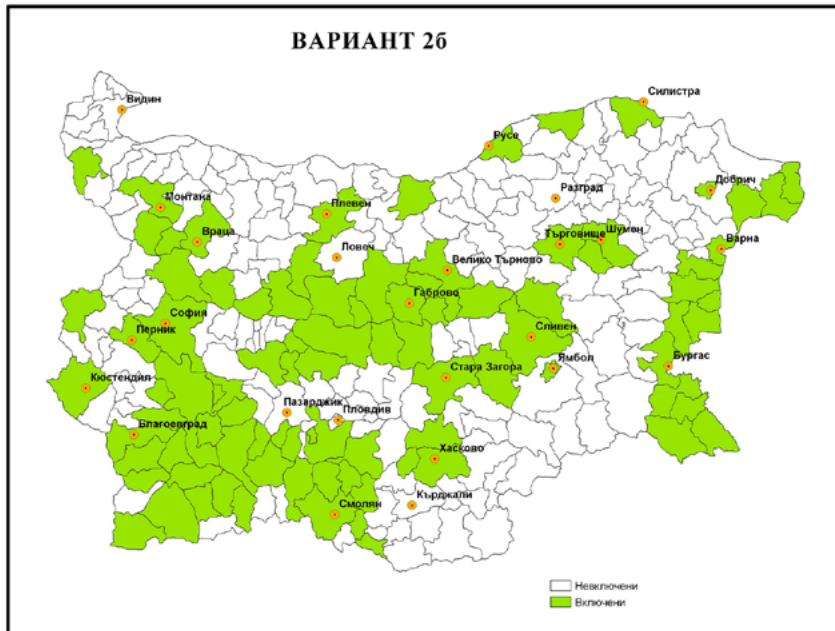 ВАРИАНТ 2б
Силистра
Видин
Русе
Добрич
Разград
Монтана
Плевен
Шумен
Търговище
Враца
Варна
Ловеч
Велико Търново
Габрово
София
Сливен
Перник
Ямбол
Бургас
Стара Загора
Кюстендил
Пазарджик
Пловдив
Благоевград
Хасково
Кърджали
Смолян
Невключени
Включени